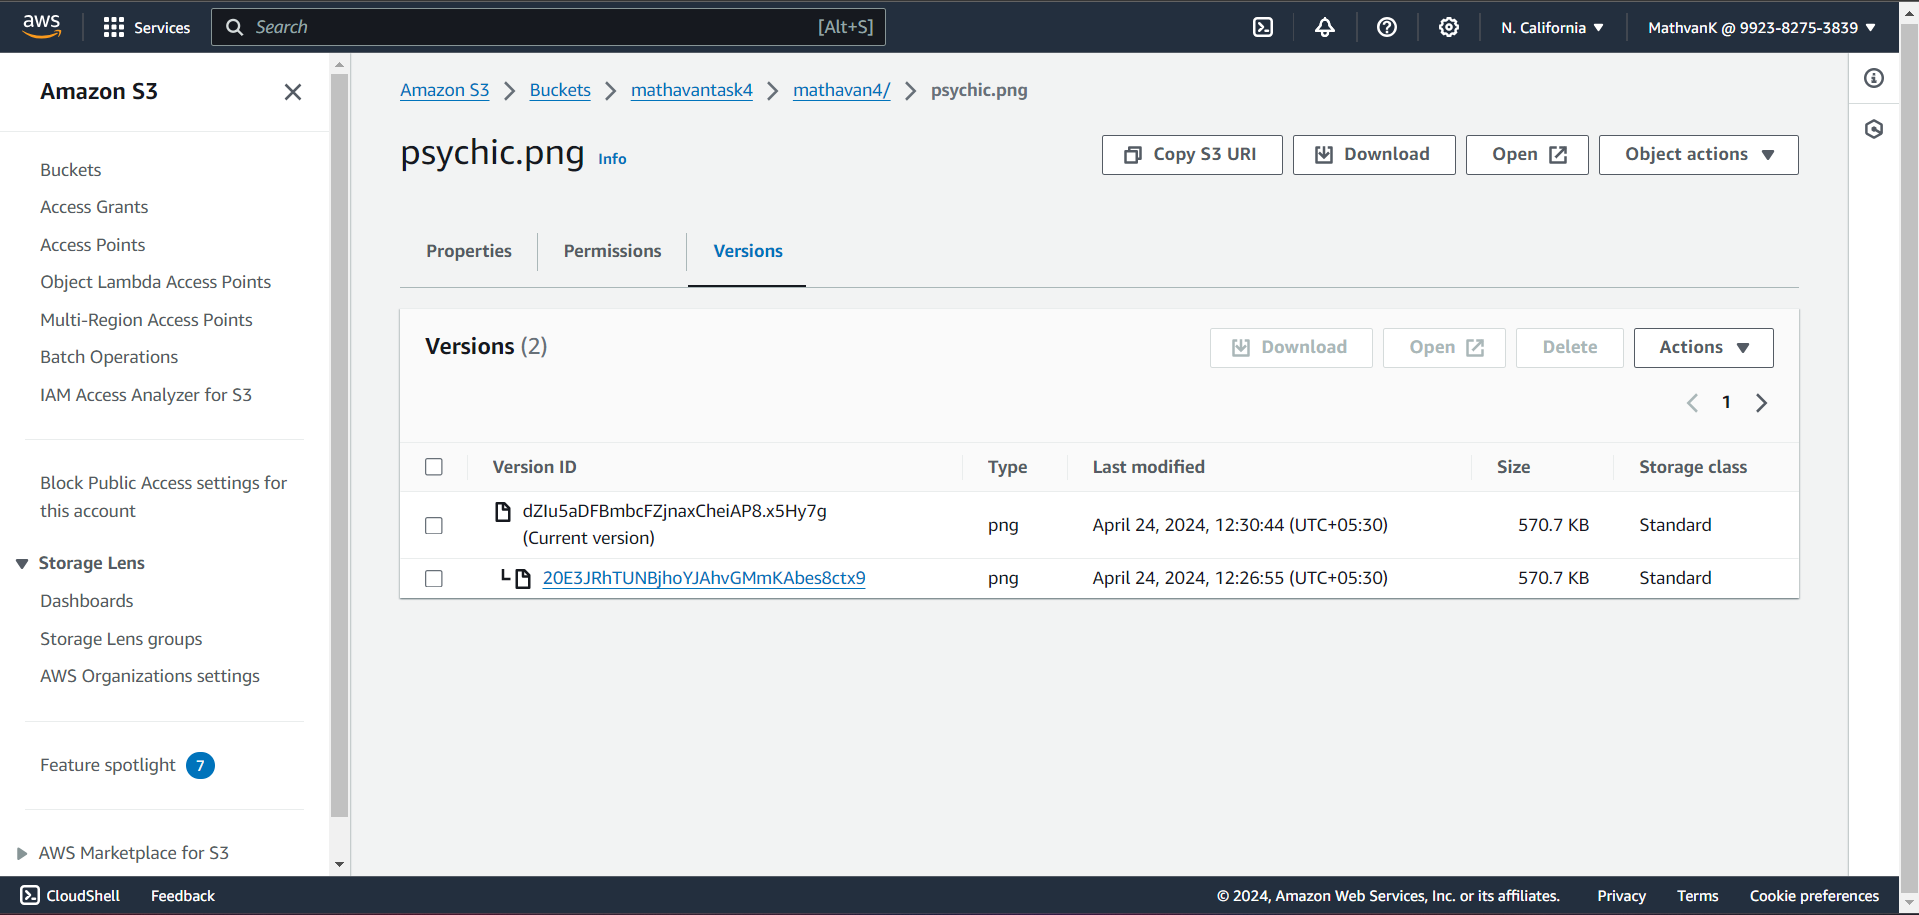 aws Services Search [Alt+S] N. California MathvanK @ 9923-8275-3839
Amazon S3
Buckets
Access Grants
Access Points
Object Lambda Access Points
Multi-Region Access Points
Batch Operations
IAM Access Analyzer for S3
Block Public Access settings for
this account
Storage Lens
Dashboards
Storage Lens groups
AWS Organizations settings
Feature spotlight 7
AWS Marketplace for S3
Amazon S3 Buckets mathavantask4 mathavan4/ psychic.png
psychic.png Info Copy S3 URI Download Open Object actions
Properties Permissions Versions
Versions (2) Download Open Delete Actions
1
Version ID Type Last modified Size Storage class
dZIu5aDFBmbcFZjnaxCheiAP8.x5Hy7g
(Current version) png April 24, 2024, 12:30:44 (UTC+05:30) 570.7 KB Standard
20E3JRhTUNBjhoYJAhvGMmKAbes8ctx9 png April 24, 2024, 12:26:55 (UTC+05:30) 570.7 KB Standard
CloudShell Feedback © 2024, Amazon Web Services, Inc. or its affiliates. Privacy Terms Cookie preferences